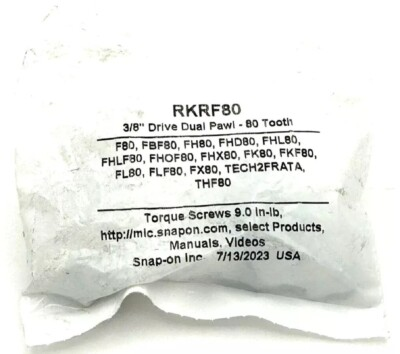 RKRF80
3/8" Drive Dual Pawl - 80 Tooth
F80, FBF80, FH80, FHD80, FHL80,
FHLF80, FHOF80, FHX80, FK80, FKF80,
FL80, FLF80, FX80, TECH2FRATA,
THF80
Torque Screws 9.0 in-lb,
http://mlc.snapon.com, select Products,
Manuals, Videos
Snap-on Inc 7/13/2023 USA